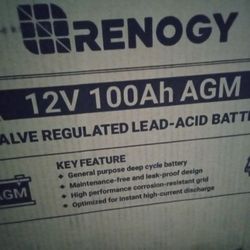 RENOGY
12V 100Ah AGM
VALVE REGULATED LEAD-ACID BATT
KEY FEATURE
General purpose deep cycle battery
Maintenance-free and leak-proof design
High performance corrosion-resistant grid
Optimized for instant high-current discharge
AGM